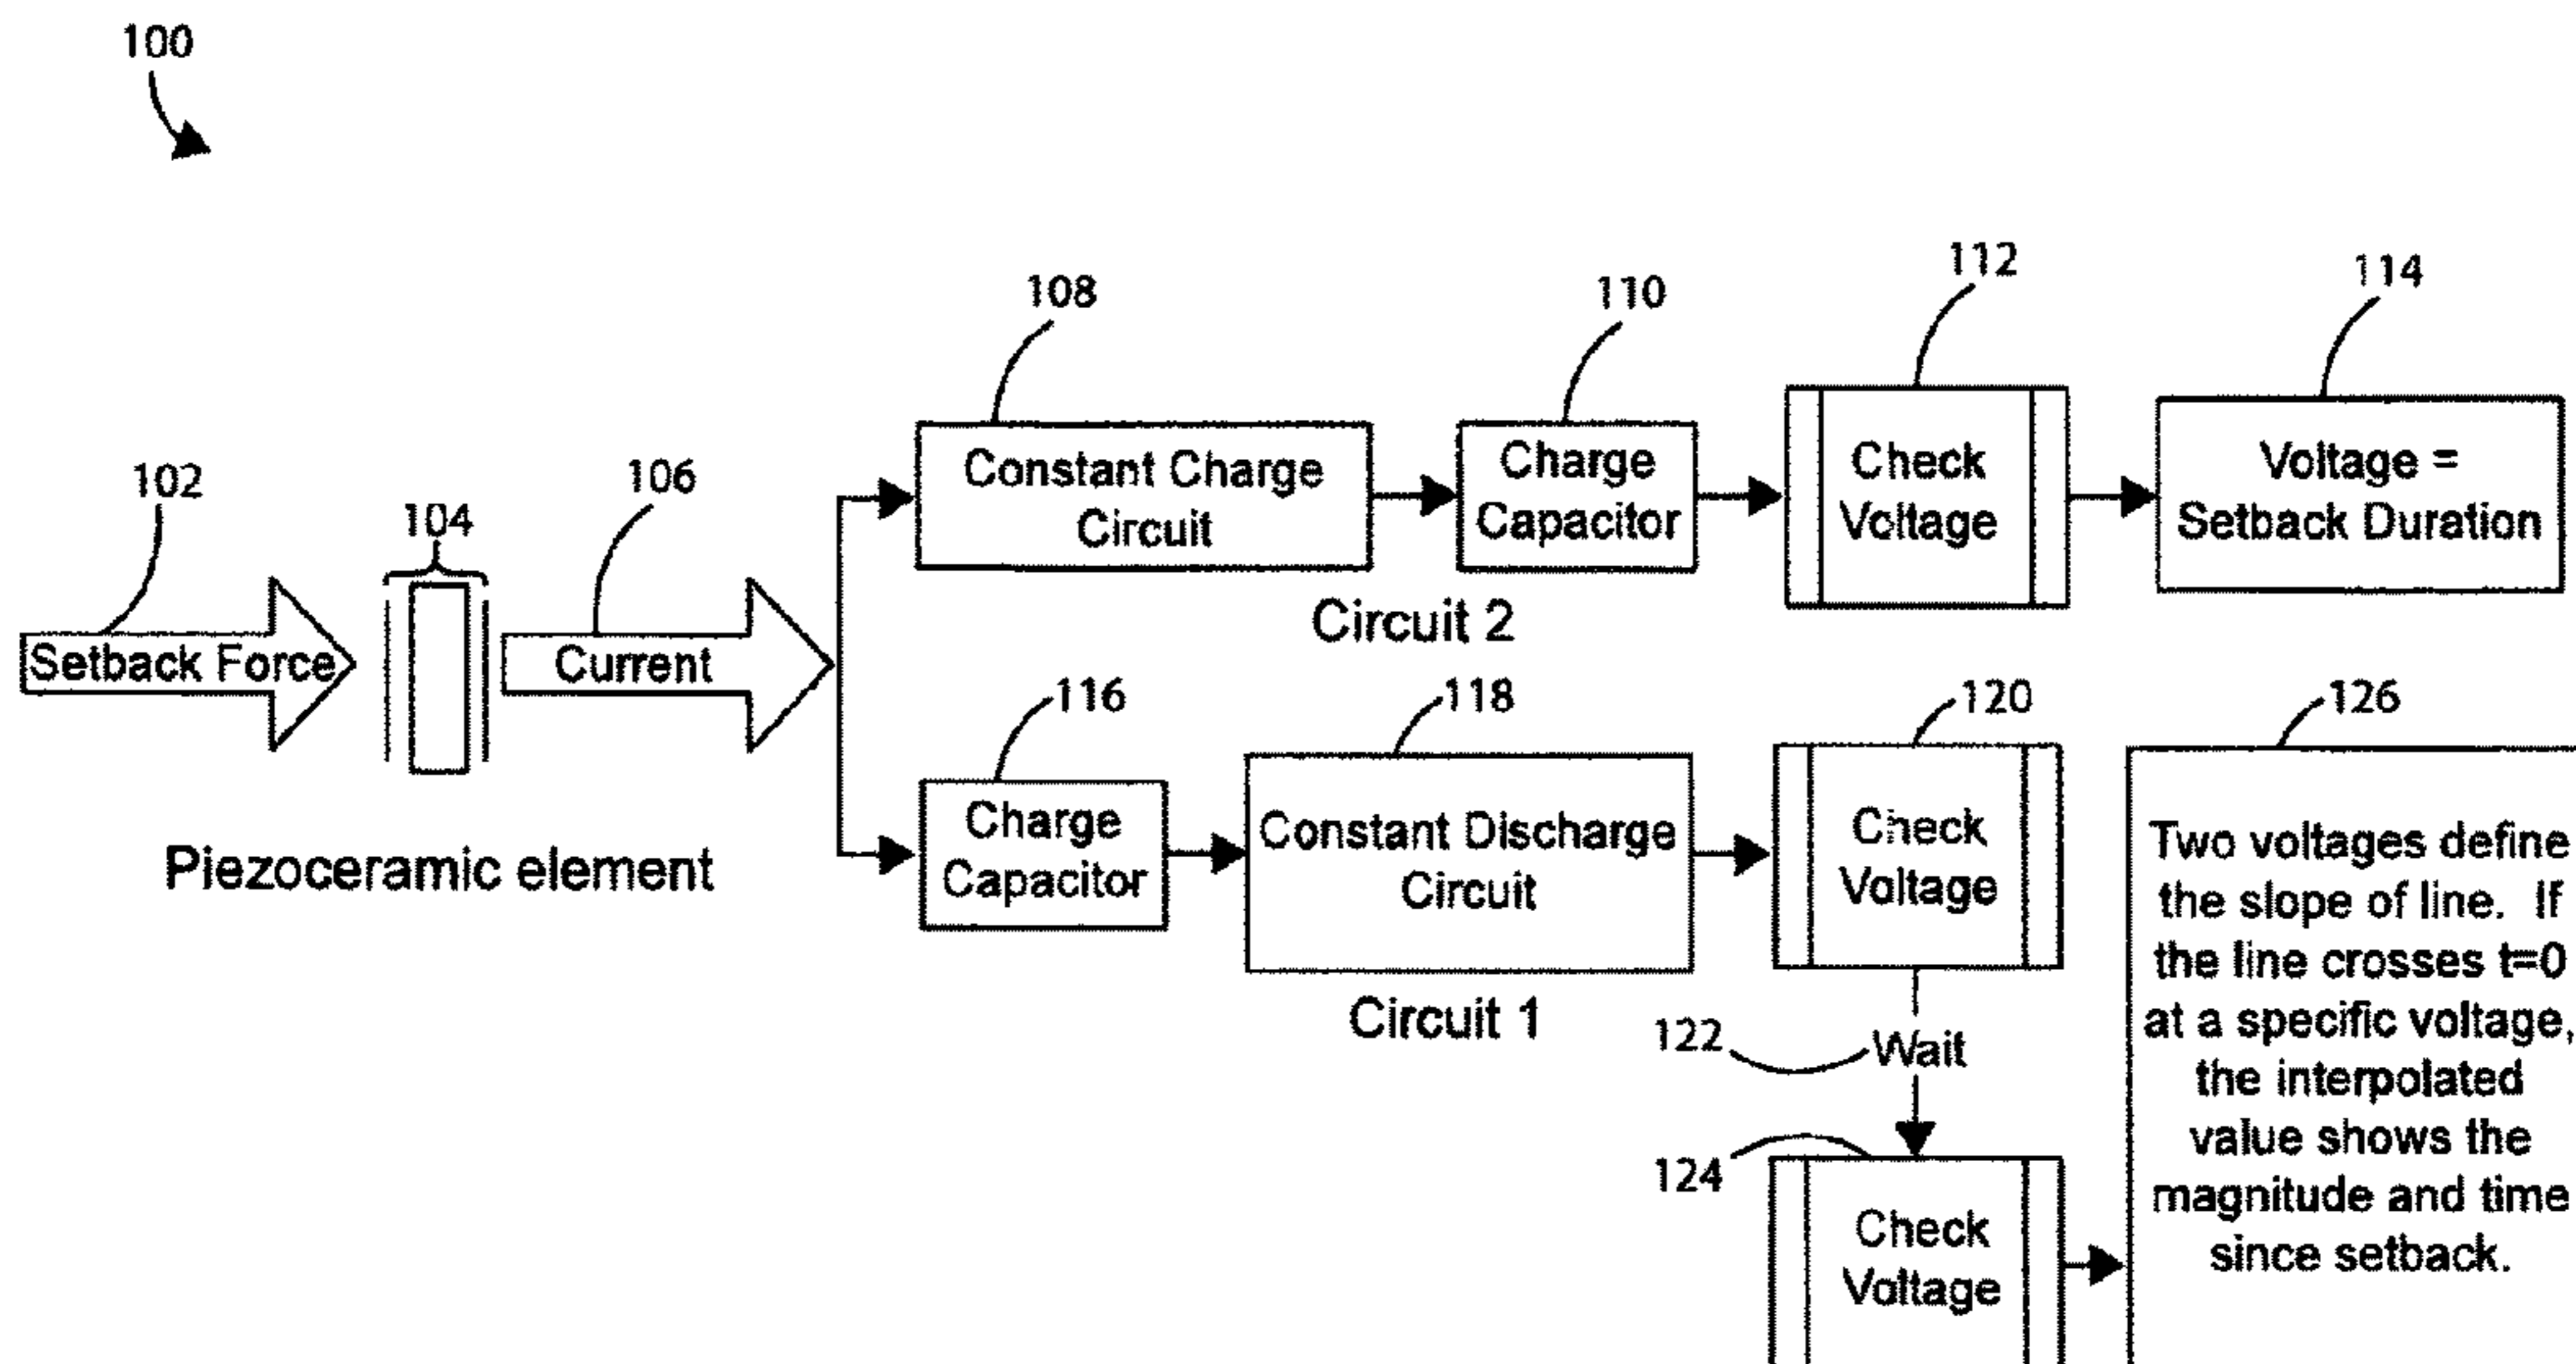 100
108
110
112
114
102
104
106
Constant Charge
Circuit
Charge
Capacitor
Check
Voltage
Voltage =
Setback Duration
Circuit 2
Setback Force
Current
116
118
120
126
Piezoceramic element
Charge
Capacitor
Constant Discharge
Circuit
Check
Voltage
Circuit 1
122
Wait
124
Check
Voltage
Two voltages define
the slope of line. If
the line crosses t=0
at a specific voltage,
the interpolated
value shows the
magnitude and time
since setback.